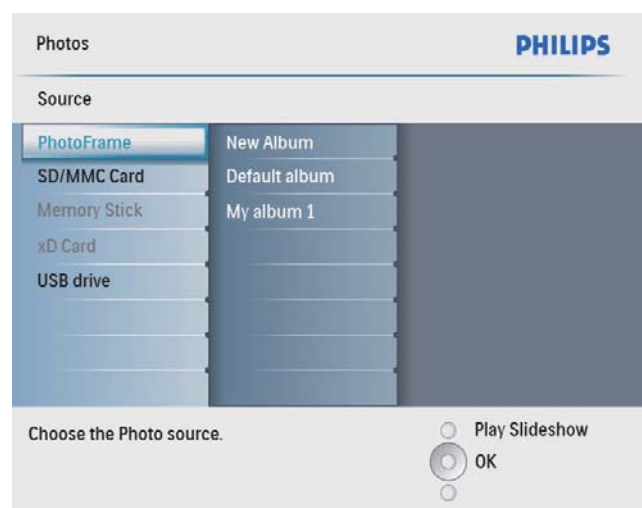 Photos
PHILIPS
Source
PhotoFrame
New Album
SD/MMC Card
Default album
Memory Stick
My album 1
xD Card
USB drive
Choose the Photo source.
Play Slideshow
OK